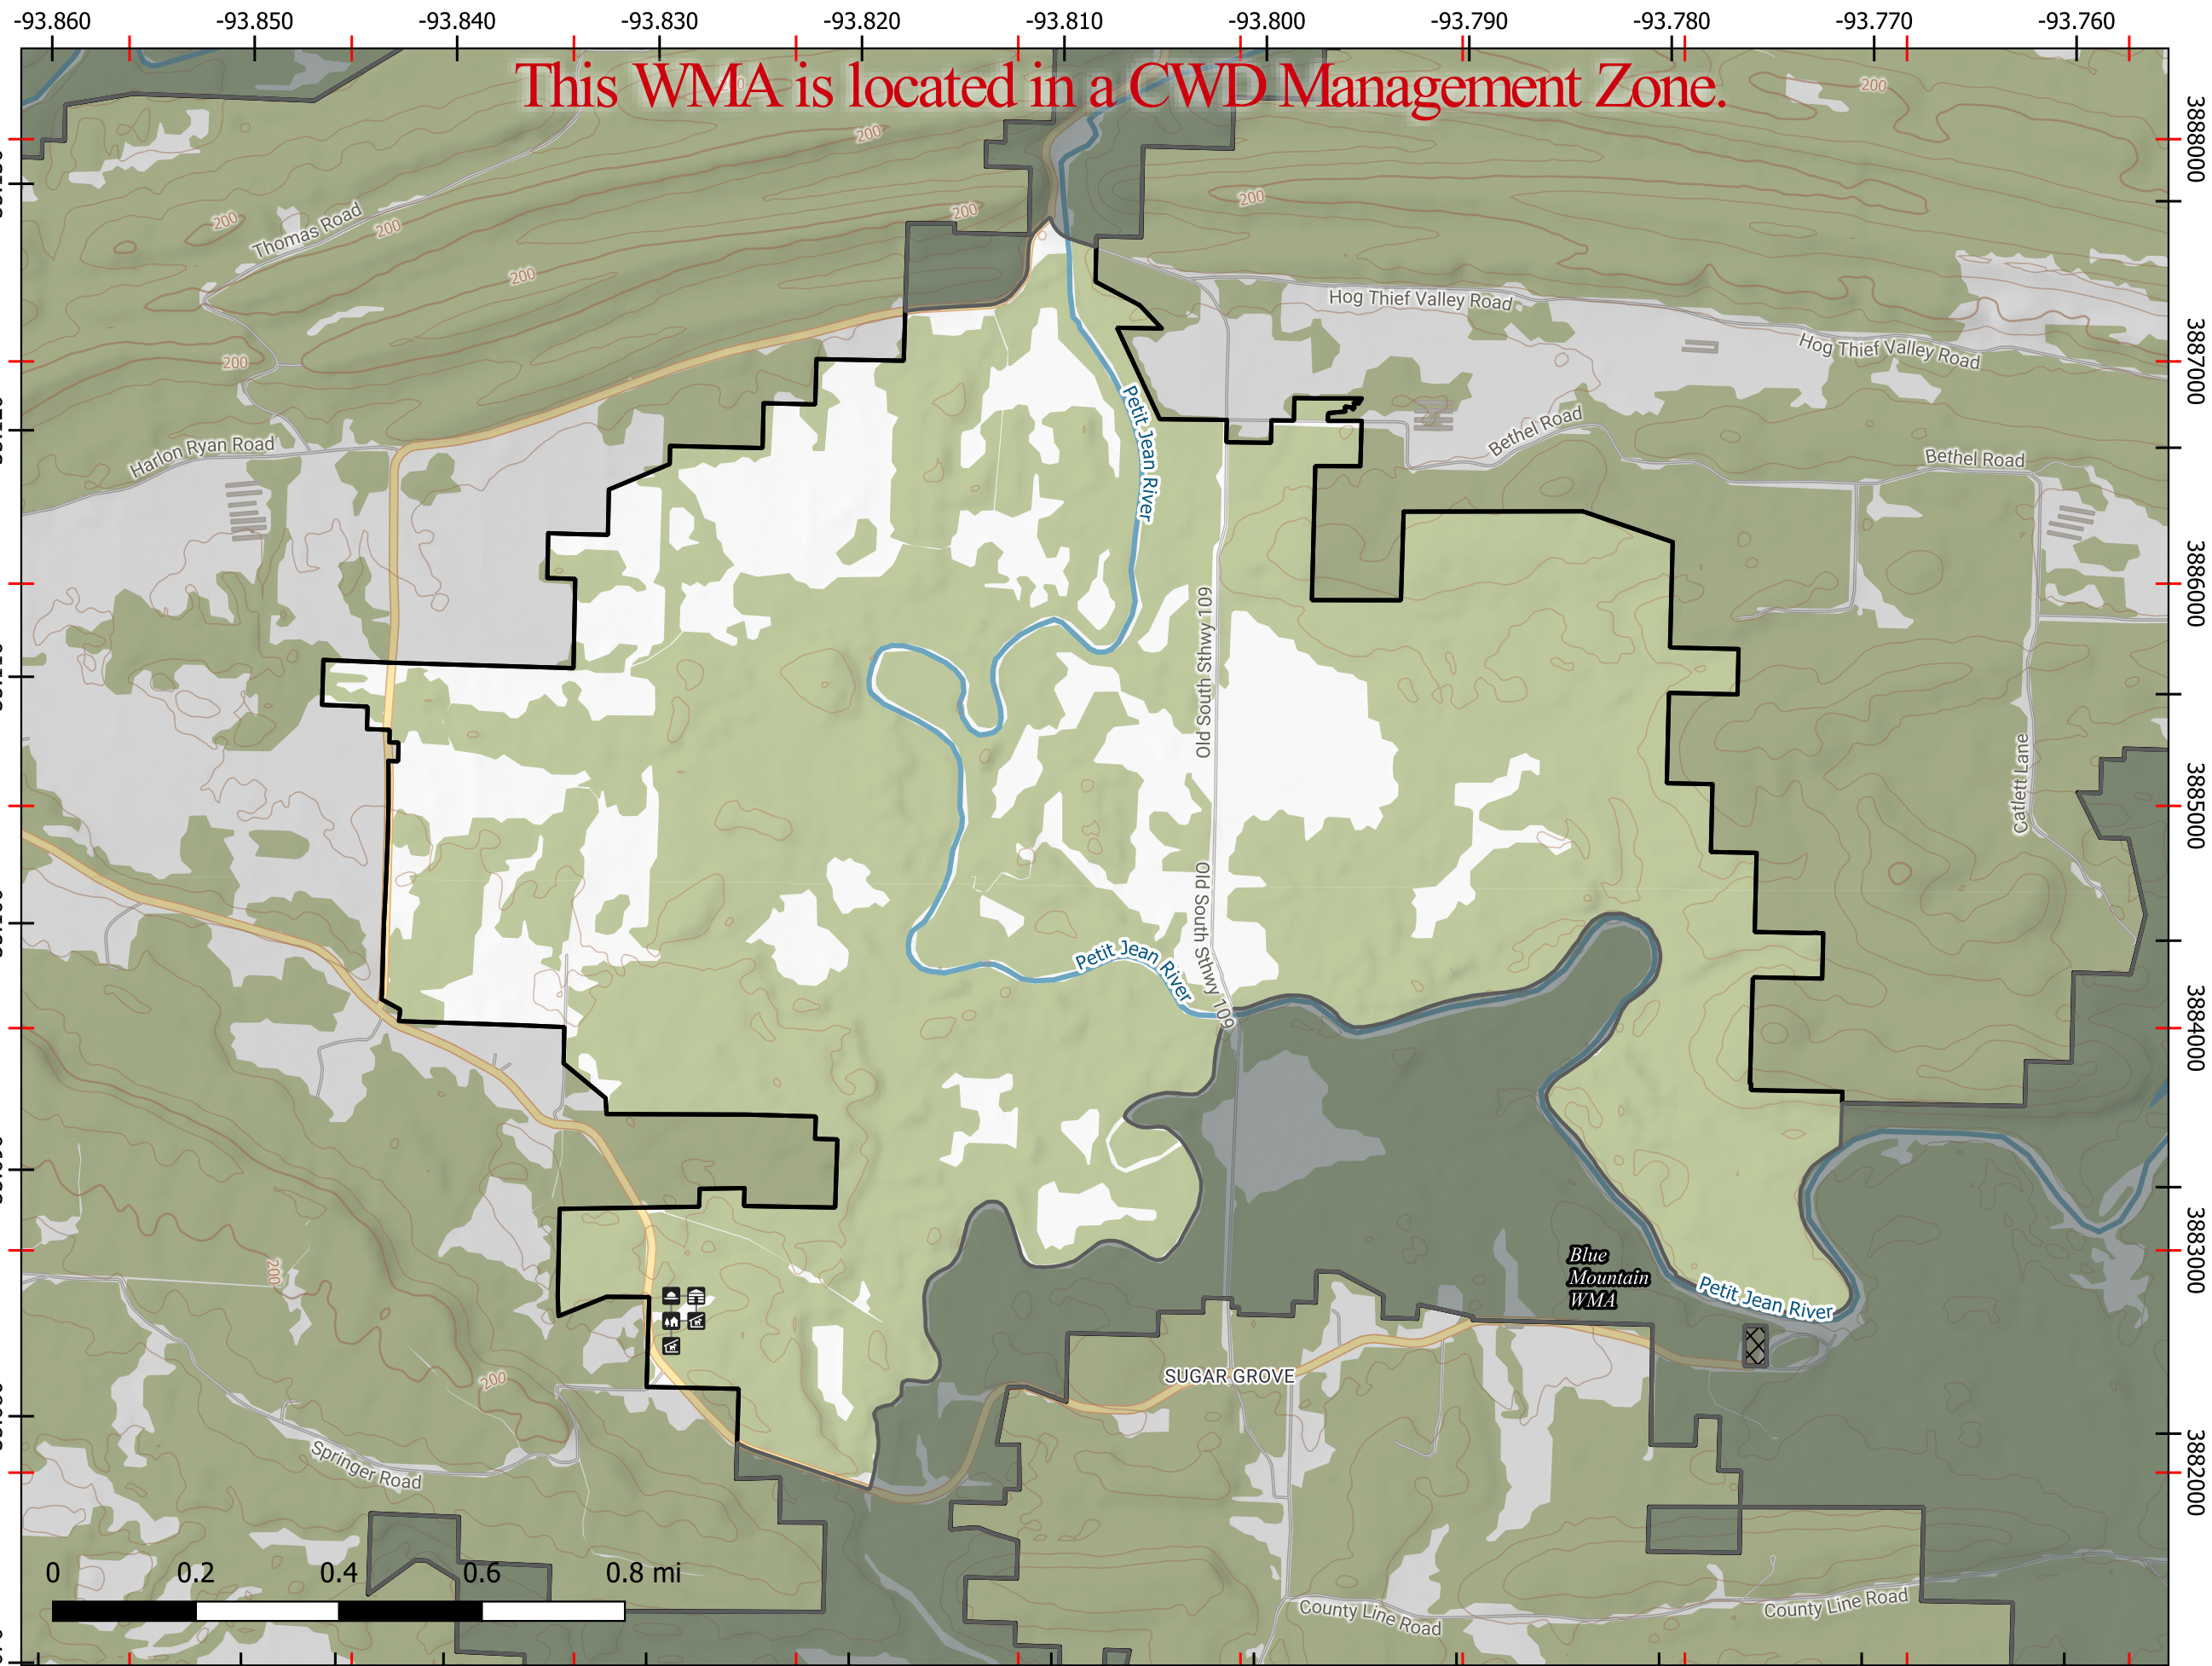 -93.860 -93.850 -93.840 -93.830 -93.820 -93.810 -93.800 -93.790 -93.780 -93.770 -93.760
This WMA is located in a CWD Management Zone.
200
200
3888000
200
200
200
200
Thomas Road
200
Hog Thief Valley Road
Hog Thief Valley Road
200
3887000
Petit Jean River
Harlon Ryan Road
Bethel Road
Bethel Road
3886000
Old South Sthwy 109
Catlett Lane
3885000
Old South Sthwy 109
Petit Jean River
3884000
200
Blue
Mountain
WMA
Petit Jean River
3883000
SUGAR GROVE
200
Springer Road
3882000
0 0.2 0.4 0.6 0.8 mi
County Line Road
County Line Road